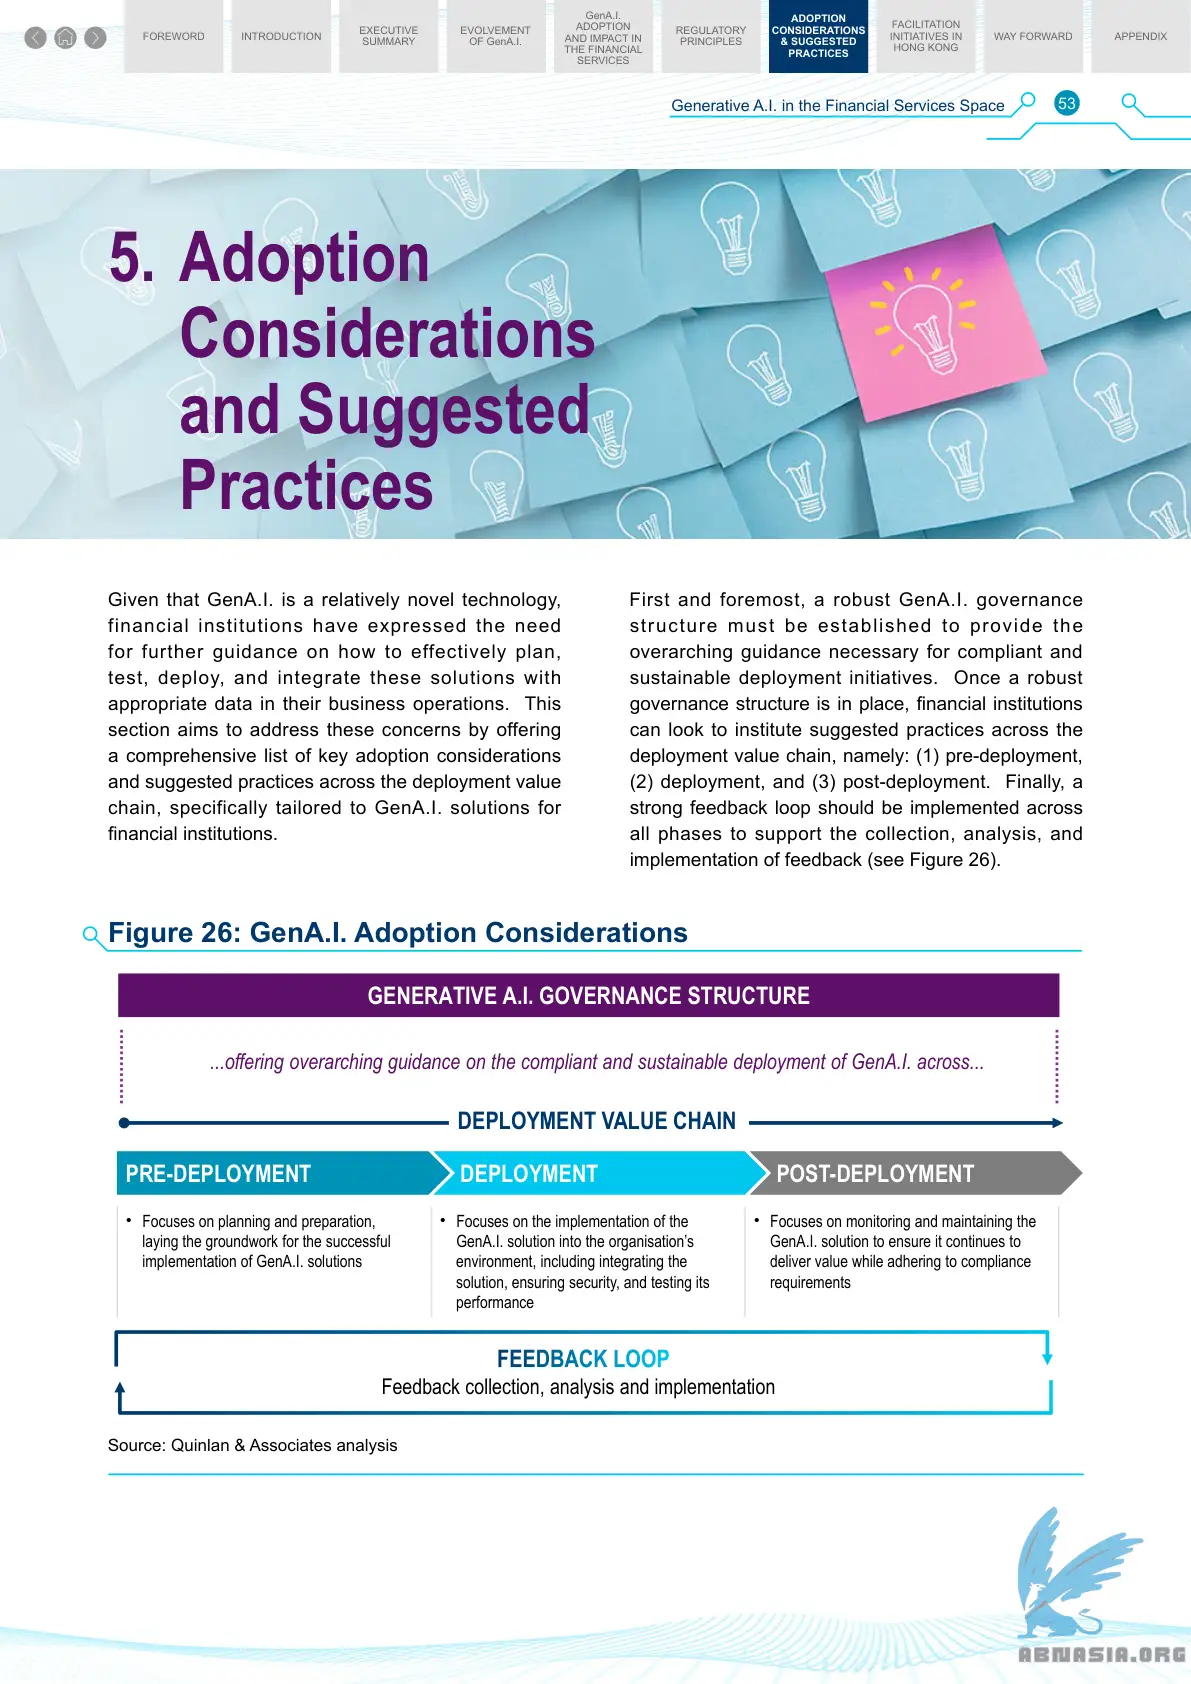 FOREWORD
INTRODUCTION
EXECUTIVE
SUMMARY
EVOLVEMENT
OF GenA.I.
GenA.I.
ADOPTION
AND IMPACT IN
THE FINANCIAL
SERVICES
REGULATORY
PRINCIPLES
ADOPTION
CONSIDERATIONS
& SUGGESTED
PRACTICES
FACILITATION
INITIATIVES IN
HONG KONG
WAY FORWARD
APPENDIX
Generative A.I. in the Financial Services Space
53
5. Adoption
Considerations
and Suggested
Practices
Given that GenA.I. is a relatively novel technology,
financial institutions have expressed the need
for further guidance on how to effectively plan,
test, deploy, and integrate these solutions with
appropriate data in their business operations.  This
section aims to address these concerns by offering
a comprehensive list of key adoption considerations
and suggested practices across the deployment value
chain, specifically tailored to GenA.I. solutions for
financial institutions.
First and foremost, a robust GenA.I. governance
structure must be established to provide the
overarching guidance necessary for compliant and
sustainable deployment initiatives.  Once a robust
governance structure is in place, financial institutions
can look to institute suggested practices across the
deployment value chain, namely: (1) pre-deployment,
(2) deployment, and (3) post-deployment.  Finally, a
strong feedback loop should be implemented across
all phases to support the collection, analysis, and
implementation of feedback (see Figure 26).
Figure 26: GenA.I. Adoption Considerations
GENERATIVE A.I. GOVERNANCE STRUCTURE
...offering overarching guidance on the compliant and sustainable deployment of GenA.I. across...
DEPLOYMENT VALUE CHAIN
PRE-DEPLOYMENT
DEPLOYMENT
POST-DEPLOYMENT
• Focuses on planning and preparation,
laying the groundwork for the successful
implementation of GenA.I. solutions
• Focuses on the implementation of the
GenA.I. solution into the organisation's
environment, including integrating the
solution, ensuring security, and testing its
performance
• Focuses on monitoring and maintaining the
GenA.I. solution to ensure it continues to
deliver value while adhering to compliance
requirements
FEEDBACK LOOP
Feedback collection, analysis and implementation
Source: Quinlan & Associates analysis
ABNASIA.ORG